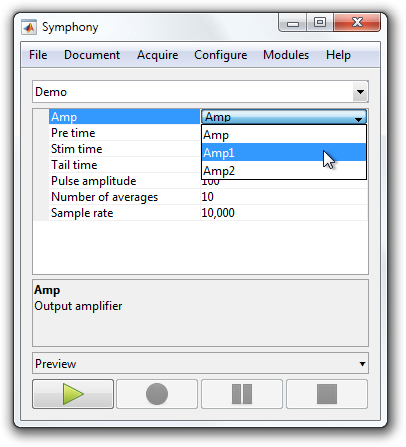 Symphony
File Document Acquire Configure Modules Help
Demo
Amp Amp
Pre time Amp
Stim time Amp1
Tail time Amp2
Pulse amplitude 100
Number of averages 10
Sample rate 10,000
Amp
Output amplifier
Preview